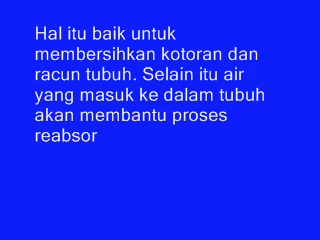 Hal itu baik untuk
membersihkan kotoran dan
racun tubuh. Selain itu air
yang masuk ke dalam tubuh
akan membantu proses
reabsor